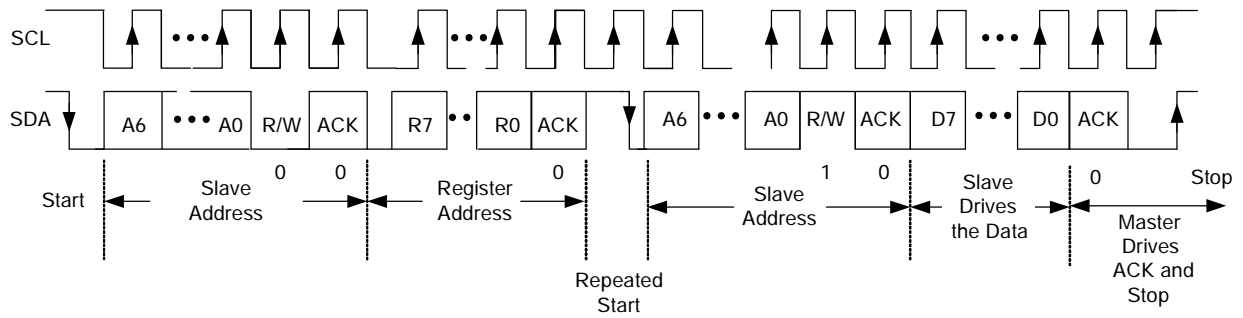 SCL
SDA
A6 A0 R/W ACK R7 R0 ACK A6 A0 R/W ACK D7 D0 ACK
0 0 0 1 0 0
Start
Slave
Address
Register
Address
Repeated
Start
Slave
Address
Slave
Drives
the Data
Stop
Master
Drives
ACK and
Stop